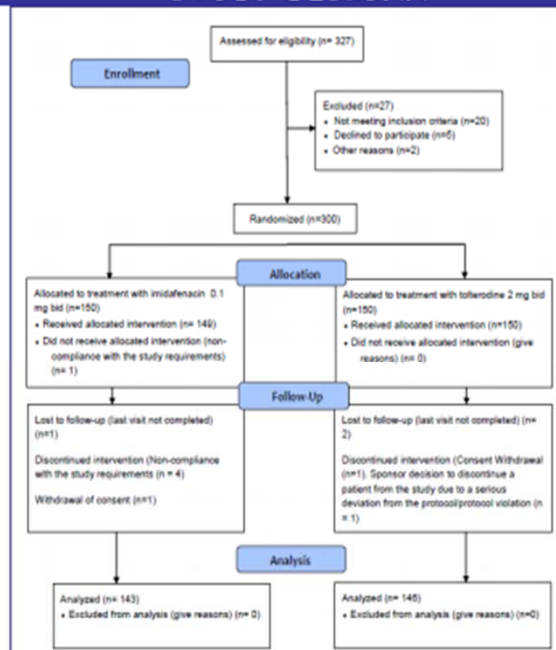 Assessed for eligibility (n= 327)
Enrollment
Excluded (n=27)
• Not meeting inclusion criteria (n=20)
• Declined to participate (n=5)
• Other reasons (n=2)
Randomized (n=300)
Allocation
Allocated to treatment with imidafenacin 0.1
mg bid (n=150)
• Received allocated intervention (n= 149)
• Did not receive allocated intervention (non-
compliance with the study requirements)
(n= 1)
Allocated to treatment with tolterodine 2 mg bid
(n=150)
• Received allocated intervention (n=150)
• Did not receive allocated intervention (give
reasons) (n= 0)
Follow-Up
Lost to follow-up (last visit not completed)
(n=1)
Discontinued intervention (Non-compliance
with the study requirements (n = 4)
Withdrawal of consent (n=1)
Lost to follow-up (last visit not completed) (n=
2)
Discontinued intervention (Consent Withdrawal
(n=1). Sponsor decision to discontinue a
patient from the study due to a serious
deviation from the protocol/protocol violation (n
= 1)
Analysis
Analyzed (n= 143)
• Excluded from analysis (give reasons) (n= 0)
Analyzed (n= 146)
• Excluded from analysis (give reasons) (n=0)